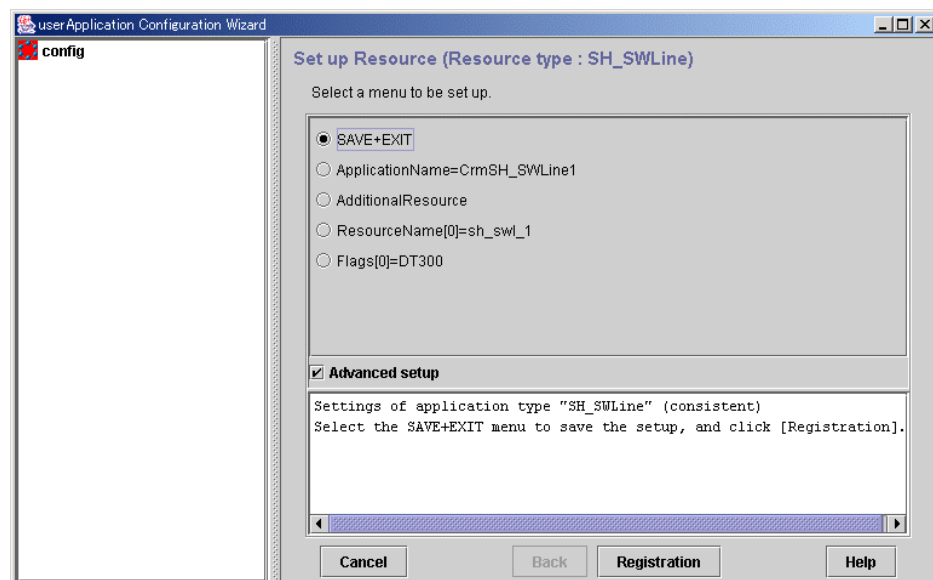 userApplication Configuration Wizard
config
Set up Resource (Resource type : SH_SWLine)
Select a menu to be set up.
SAVE+EXIT
ApplicationName=CrmSH_SWLine1
AdditionalResource
ResourceName[0]=sh_swl_1
Flags[0]=DT300
Advanced setup
Settings of application type "SH_SWLine" (consistent)
Select the SAVE+EXIT menu to save the setup, and click [Registration].
Cancel
Back
Registration
Help